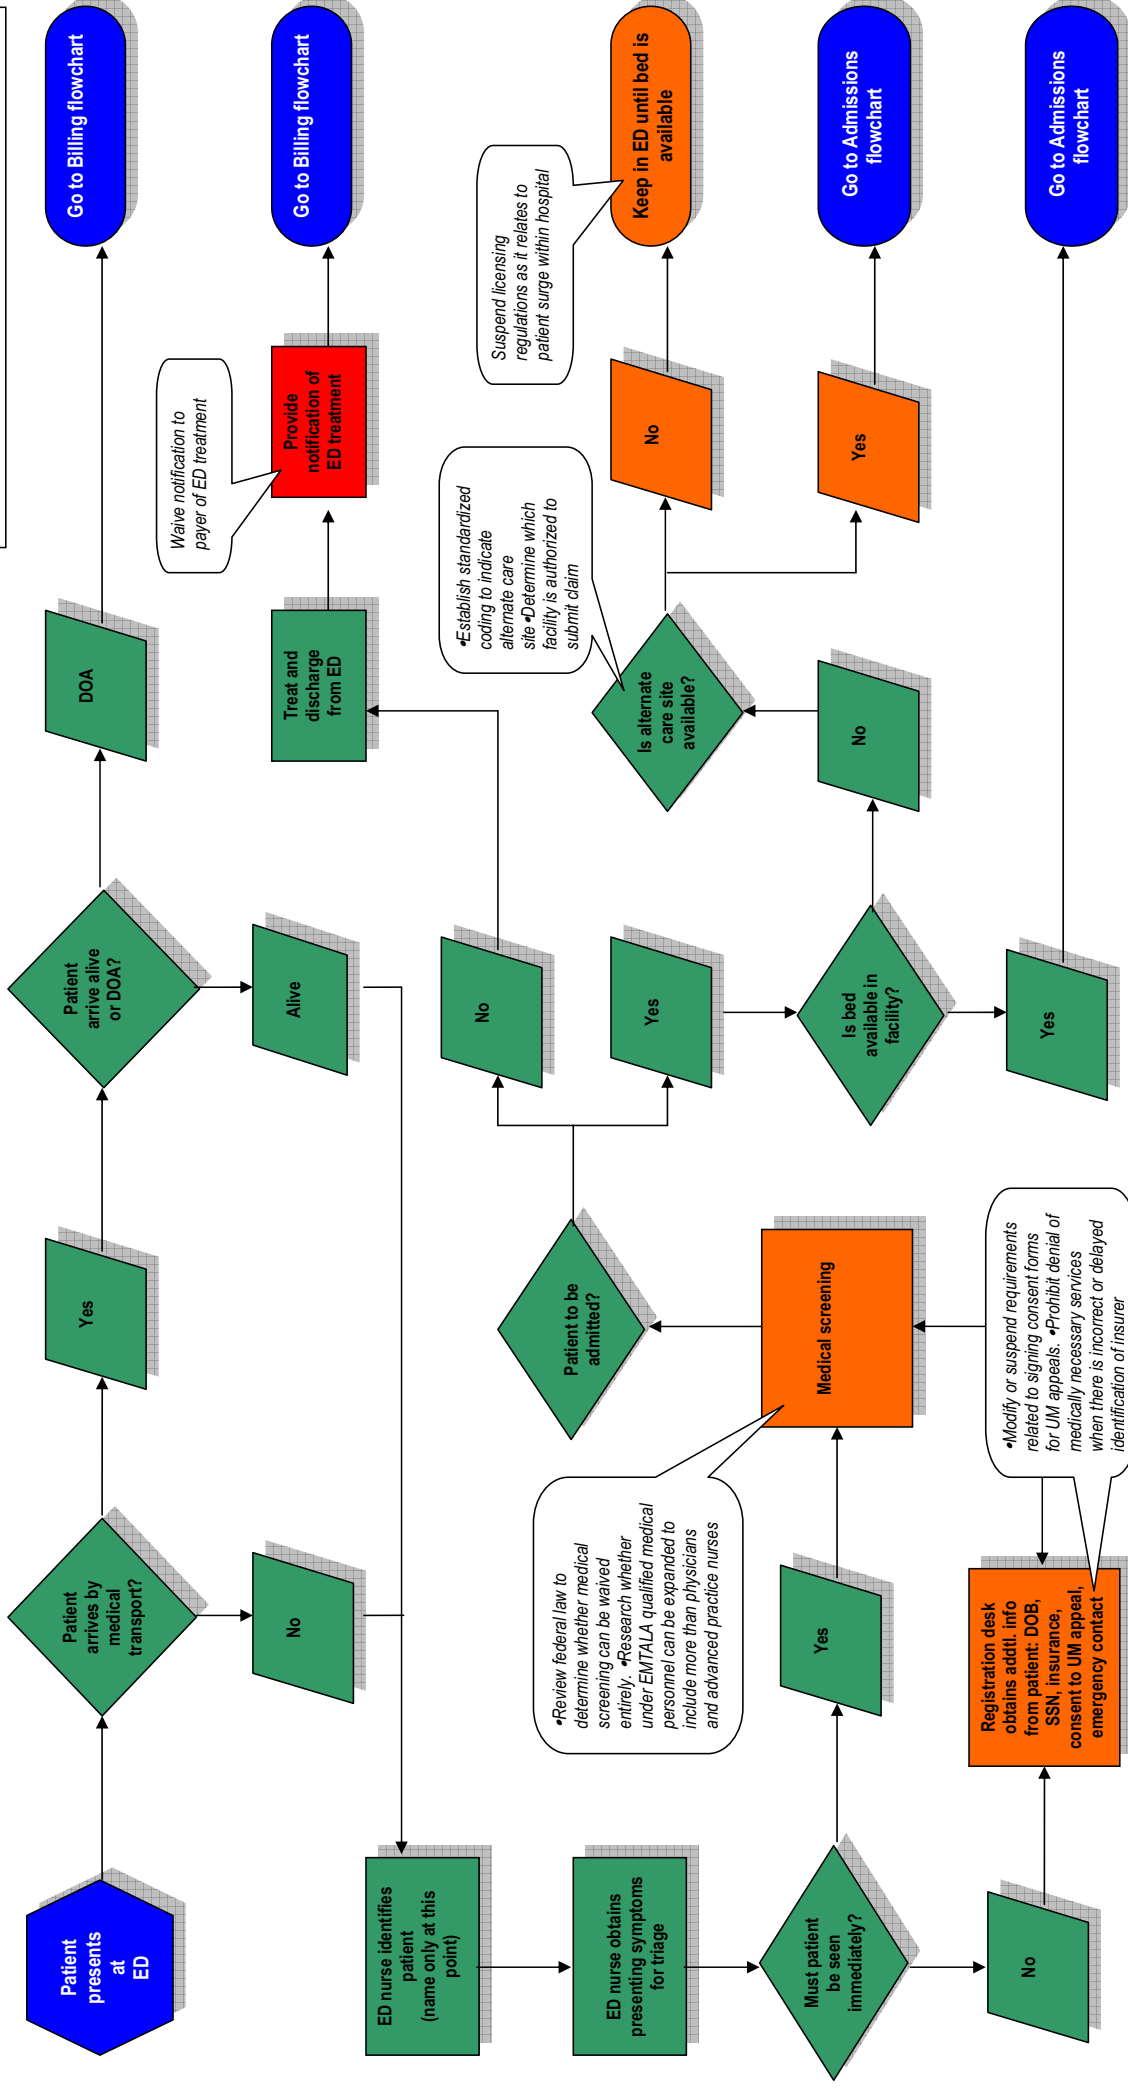 Patient
presents
at
ED
Patient
arrives by
medical
transport?
Yes
Patient
arrive alive
or DOA?
DOA
Go to Billing flowchart
No
Alive
Waive notification to
payer of ED treatment
Treat and
discharge
from ED
Provide
notification of
ED treatment
Go to Billing flowchart
ED nurse identifies
patient
(name only at this
point)
ED nurse obtains
presenting symptoms
for triage
Must patient
be seen
immediately?
Yes
No
•Review federal law to
determine whether medical
screening can be waived
entirely. •Research whether
under EMTALA qualified medical
personnel can be expanded to
include more than physicians
and advanced practice nurses
Medical screening
Registration desk
obtains addtl. info
from patient: DOB,
SSN, insurance,
consent to UM appeal,
emergency contact
•Modify or suspend requirements
related to signing consent forms
for UM appeals. •Prohibit denial of
medically necessary services
when there is incorrect or delayed
identification of insurer
Patient to be
admitted?
No
Yes
Is bed
available in
facility?
No
Yes
•Establish standardized
coding to indicate
alternate care
site •Determine which
facility is authorized to
submit claim
Is alternate
care site
available?
No
Yes
Suspend licensing
regulations as it relates to
patient surge within hospital
Keep in ED until bed is
available
Go to Admissions
flowchart
Go to Admissions
flowchart